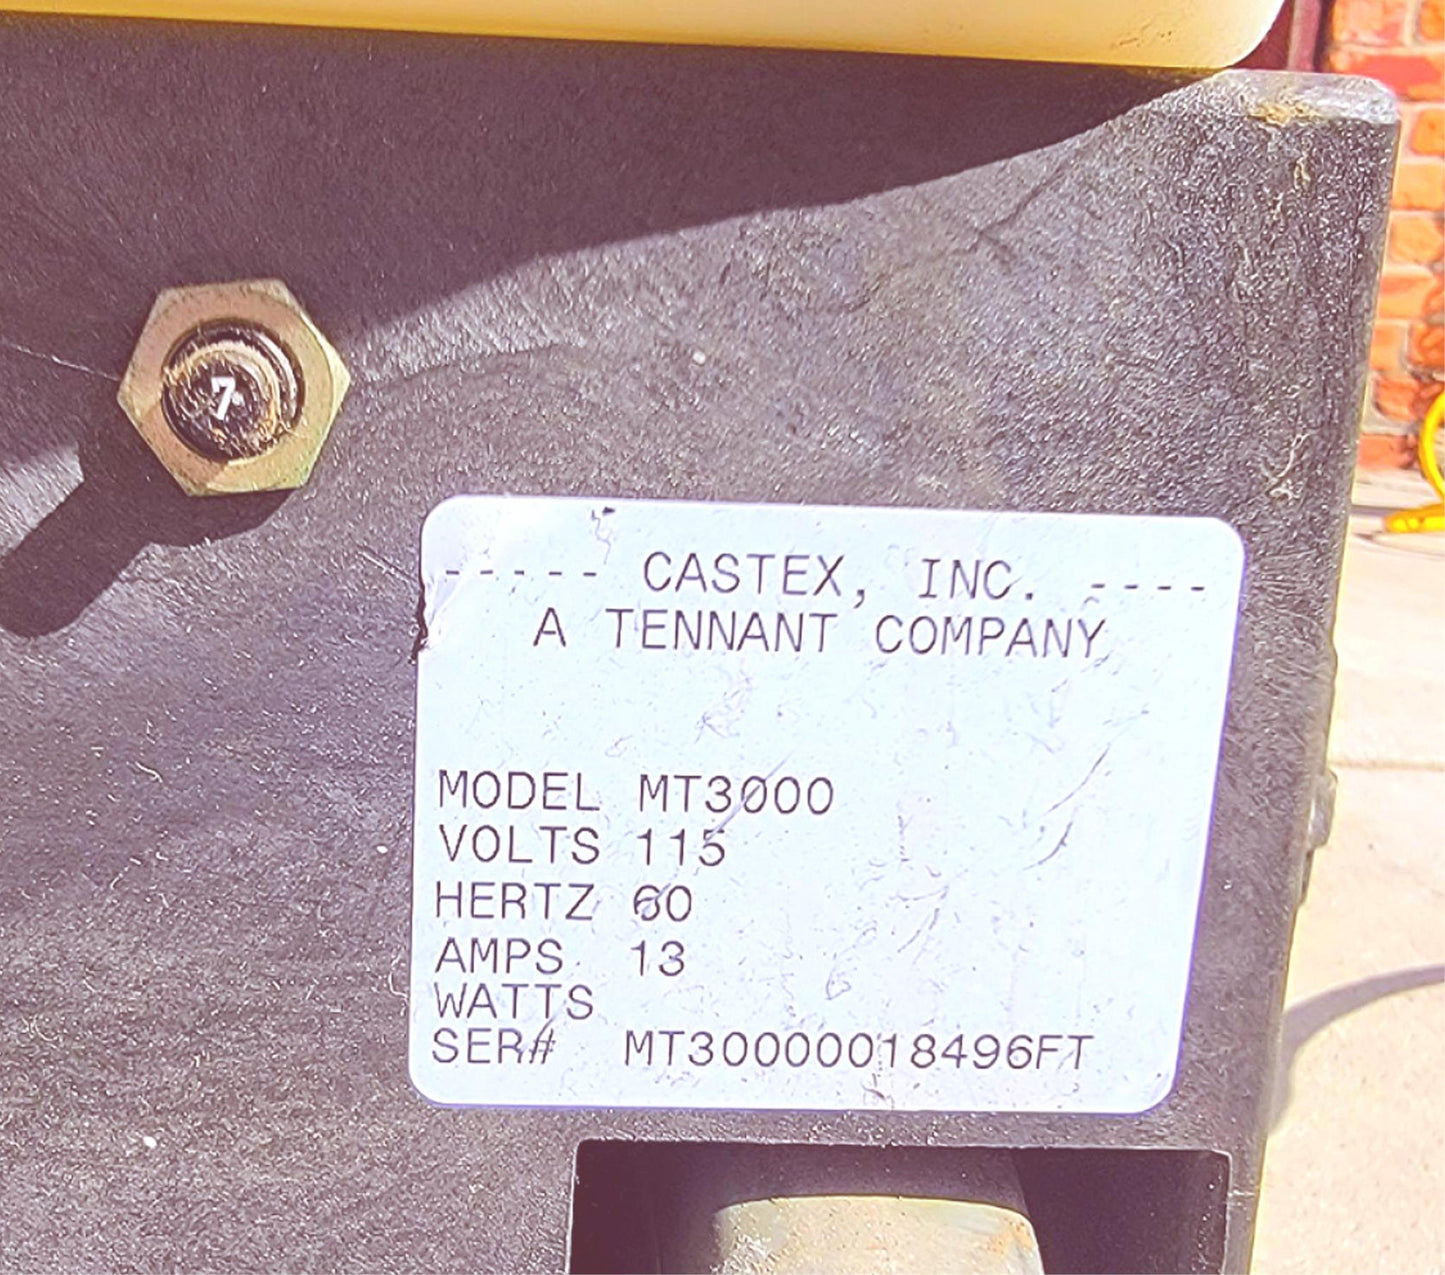 7
----- CASTEX, INC. ----
A TENNANT COMPANY
MODEL MT3000
VOLTS 115
HERTZ 60
AMPS 13
WATTS
SER# MT30000018496FT